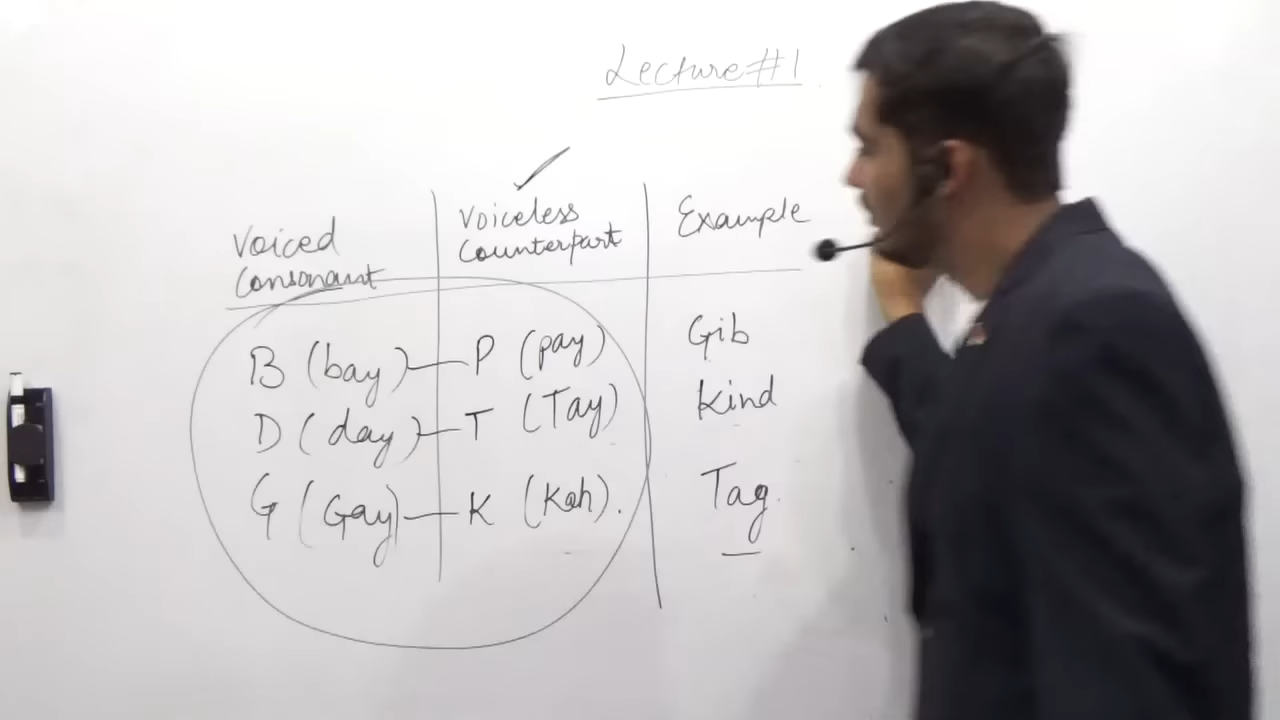 Lecture #1
Voiced Consonant
Voiceless Counterpart
Example
B (bay) — P (pay)
Gib
D (day) — T (Tay)
Kind
G (Gay) — K (Kah).
Tag